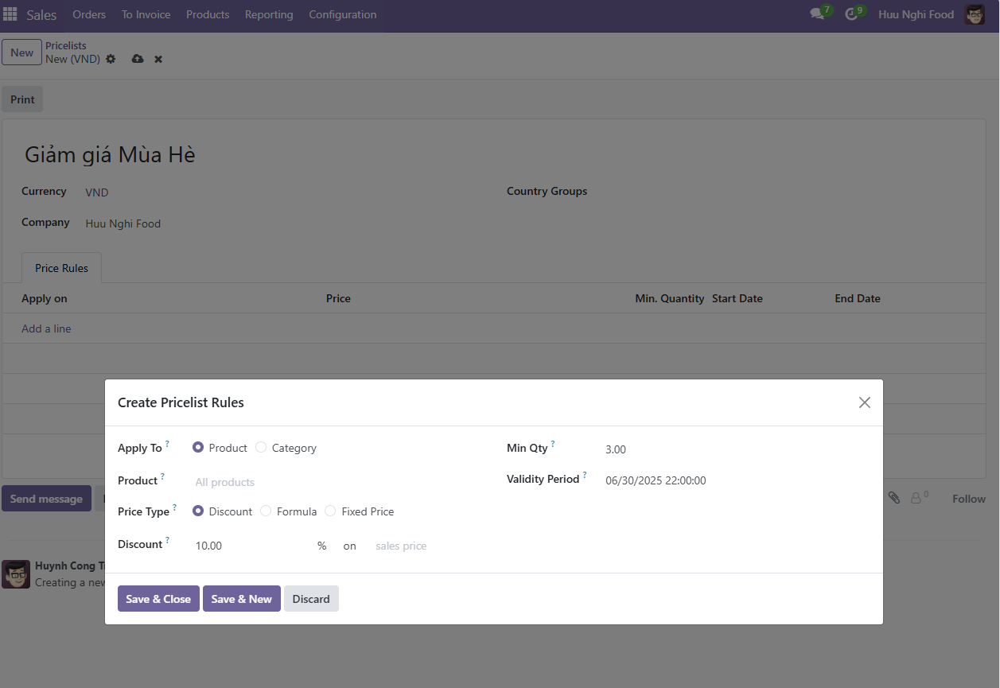 Sales Orders To Invoice Products Reporting Configuration 7 9 Huu Nghi Food
New Pricelists
New (VND)
Print
Giảm giá Mùa Hè
Currency VND Country Groups
Company Huu Nghi Food
Price Rules
Apply on Price Min. Quantity Start Date End Date
Add a line
Create Pricelist Rules
Apply To ? Product Category Min Qty ? 3.00
Product ? All products Validity Period ? 06/30/2025 22:00:00
Price Type ? Discount Formula Fixed Price
Discount ? 10.00 % on sales price
Save & Close Save & New Discard
Send message 0 Follow
Huynh Cong
Creating a new